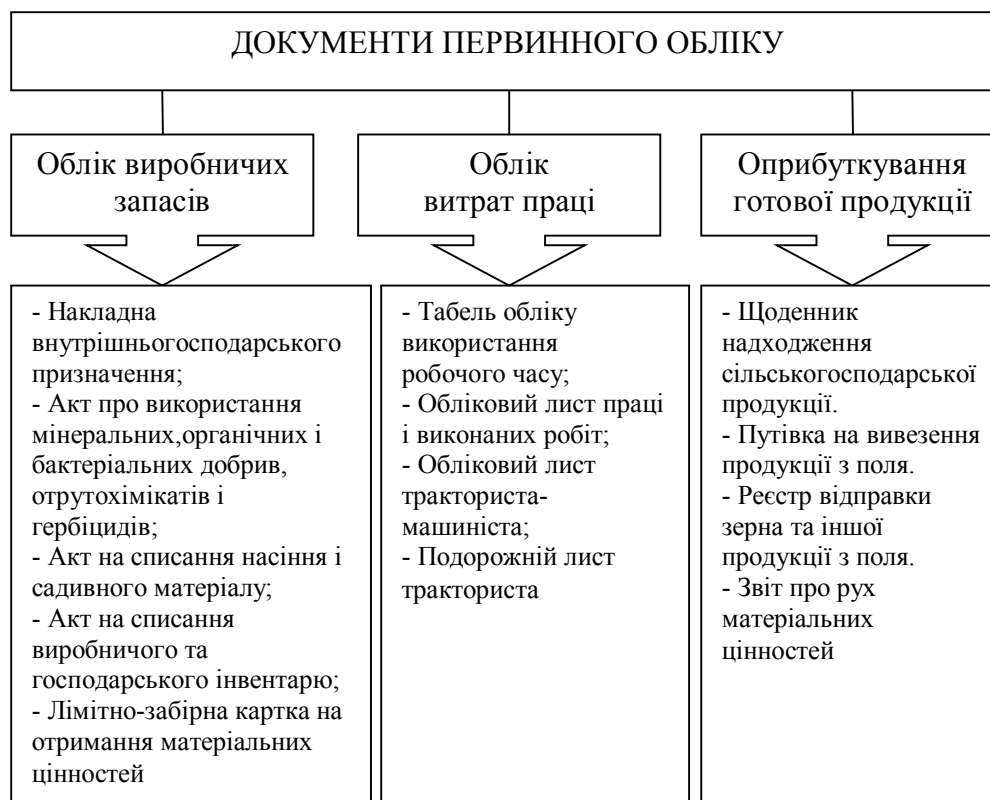 ДОКУМЕНТИ ПЕРВИННОГО ОБЛІКУ
Облік виробничих
запасів
Облік
витрат праці
Оприбуткування
готової продукції
- Накладна
внутрішньогосподарського
призначення;
- Акт про використання
мінеральних,органічних і
бактеріальних добрив,
отрутохімікатів і
гербіцидів;
- Акт на списання насіння і
садивного матеріалу;
- Акт на списання
виробничого та
господарського інвентарю;
- Лімітно-забірна картка на
отримання матеріальних
цінностей
- Табель обліку
використання
робочого часу;
- Обліковий лист праці
і виконаних робіт;
- Обліковий лист
тракториста-
машиніста;
- Подорожній лист
тракториста
- Щоденник
надходження
сільськогосподарської
продукції.
- Путівка на вивезення
продукції з поля.
- Реєстр відправки
зерна та іншої
продукції з поля.
- Звіт про рух
матеріальних
цінностей